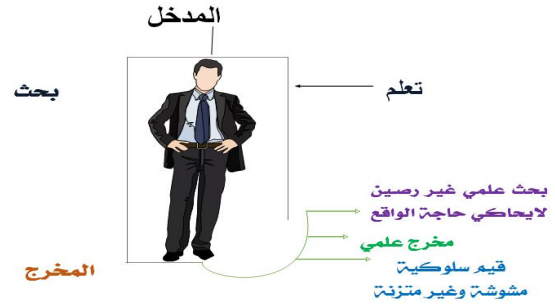 المدخل
تعلم
بحث
بحث علمي غير رصين
لايحاكي حاجة الواقع
مخرج علمي
قيم سلوكية
مشوشة وغير متزنة
المخرج